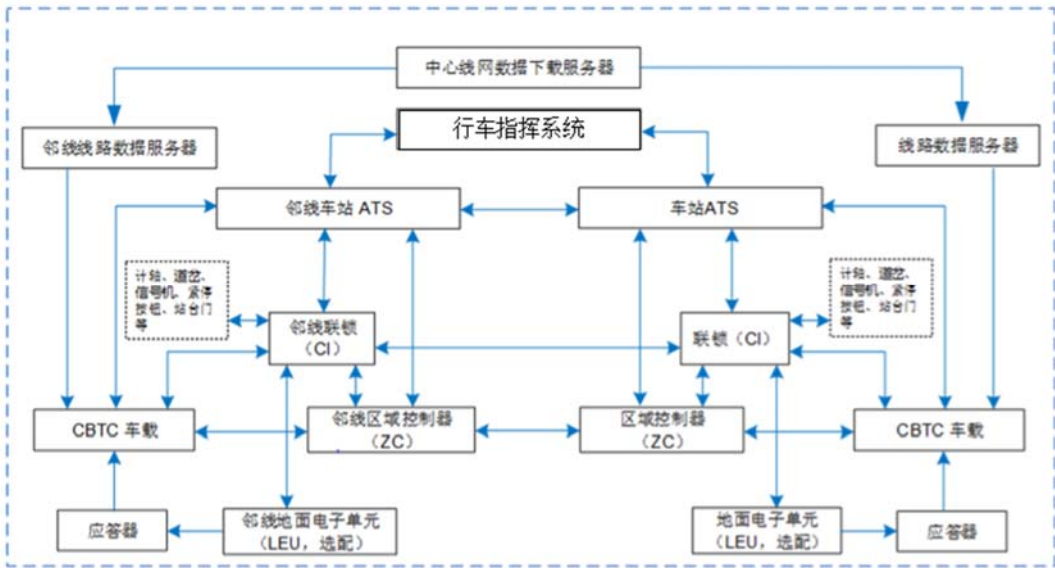 中心线网数据下载服务器
行车指挥系统
邻线线路数据服务器
线路数据服务器
邻线车站 ATS
车站ATS
计轴、道岔、
信号机、紧停
按钮、站台门
等
计轴、道岔、
信号机、紧停
按钮、站台门
等
邻线联锁
（CI）
联锁（CI）
CBTC 车载
邻线区域控制器
（ZC）
区域控制器
（ZC）
CBTC 车载
应答器
邻线地面电子单元
（LEU，选配）
地面电子单元
（LEU，选配）
应答器